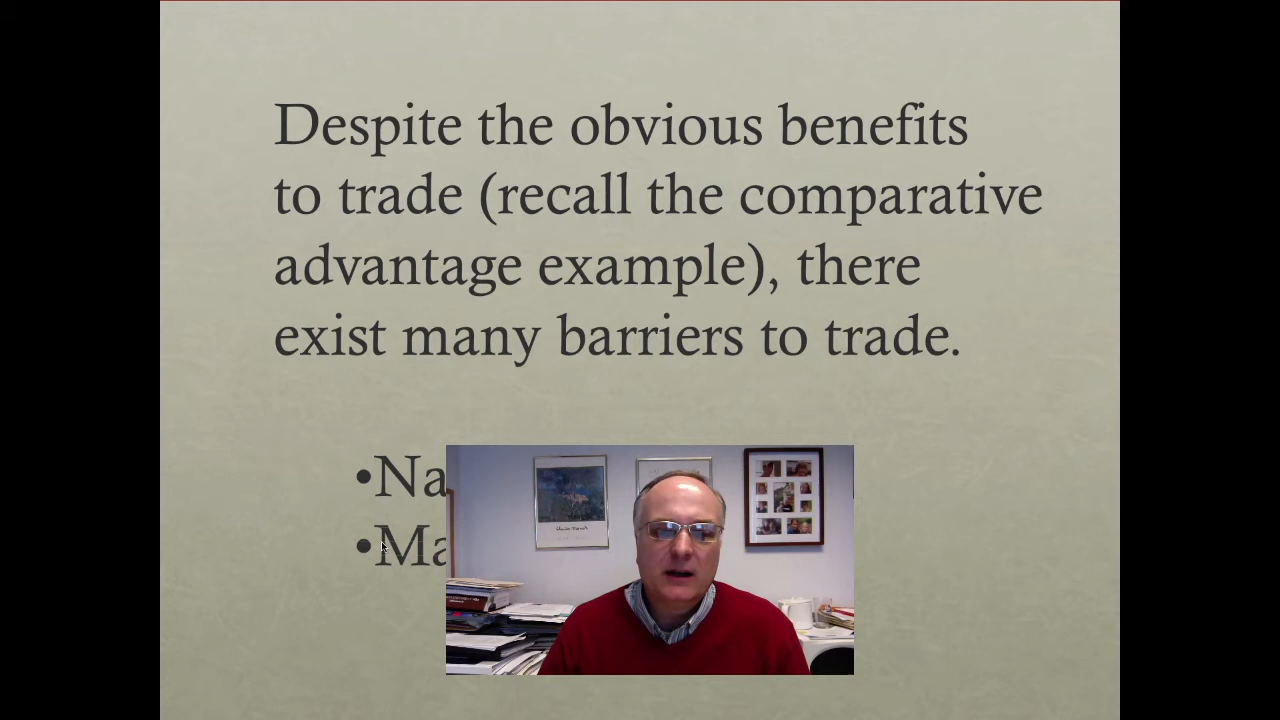 Despite the obvious benefits
to trade (recall the comparative
advantage example), there
exist many barriers to trade.